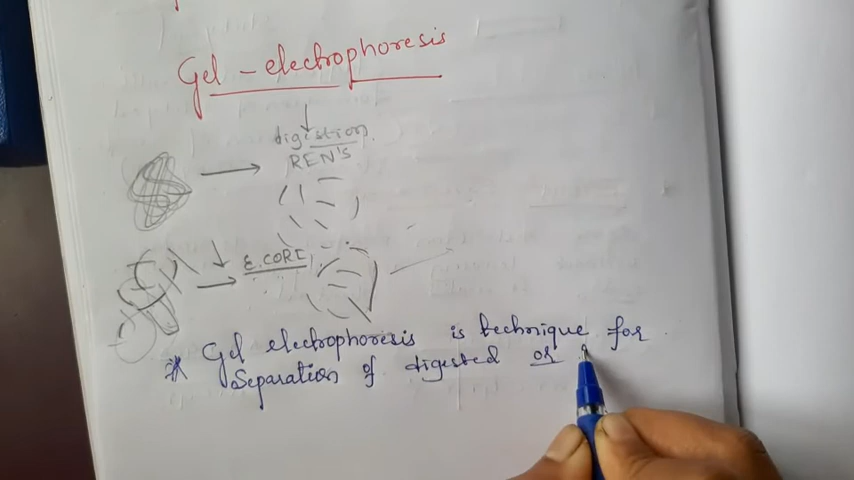 Gel - electrophoresis
digestion.
REN'S
E.CORI
* Gel electrophoresis is technique for
Separation of digested or